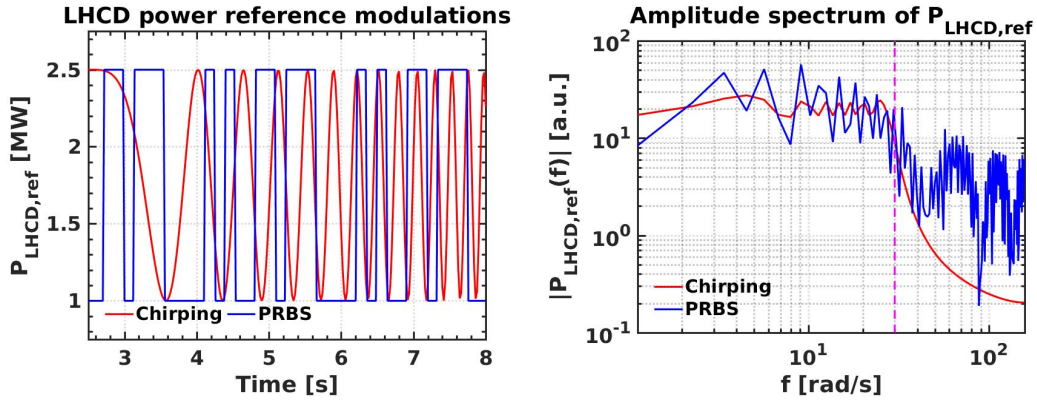 LHCD power reference modulations
P_LHCD,ref [MW]
2.5
2
1.5
1
Chirping
PRBS
3
4
5
6
7
8
Time [s]
Amplitude spectrum of P_LHCD,ref
|P_LHCD,ref(f)| [a.u.]
10^2
10^1
10^0
10^-1
Chirping
PRBS
10^1
10^2
f [rad/s]